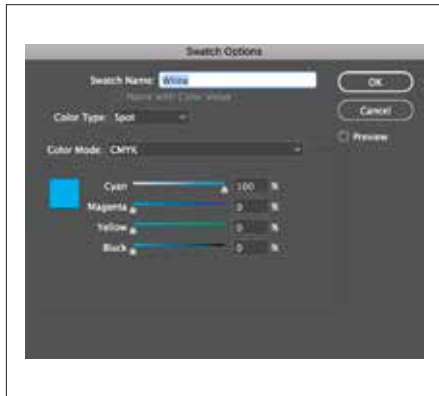 Swatch Options
Swatch Name: White
Name with Color Value
OK
Cancel
Preview
Color Type: Spot
Color Mode: CMYK
Cyan 100 %
Magenta 0 %
Yellow 0 %
Black 0 %